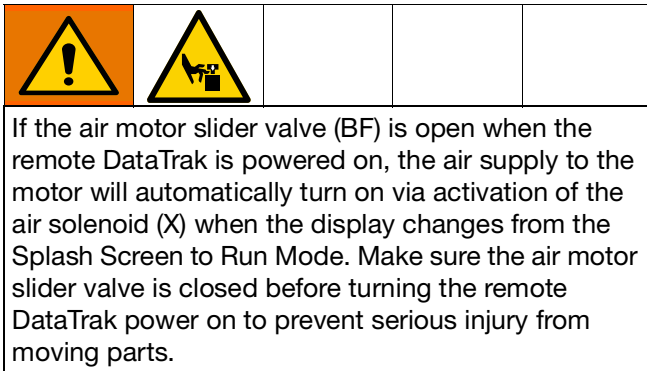 If the air motor slider valve (BF) is open when the
remote DataTrak is powered on, the air supply to the
motor will automatically turn on via activation of the
air solenoid (X) when the display changes from the
Splash Screen to Run Mode. Make sure the air motor
slider valve is closed before turning the remote
DataTrak power on to prevent serious injury from
moving parts.